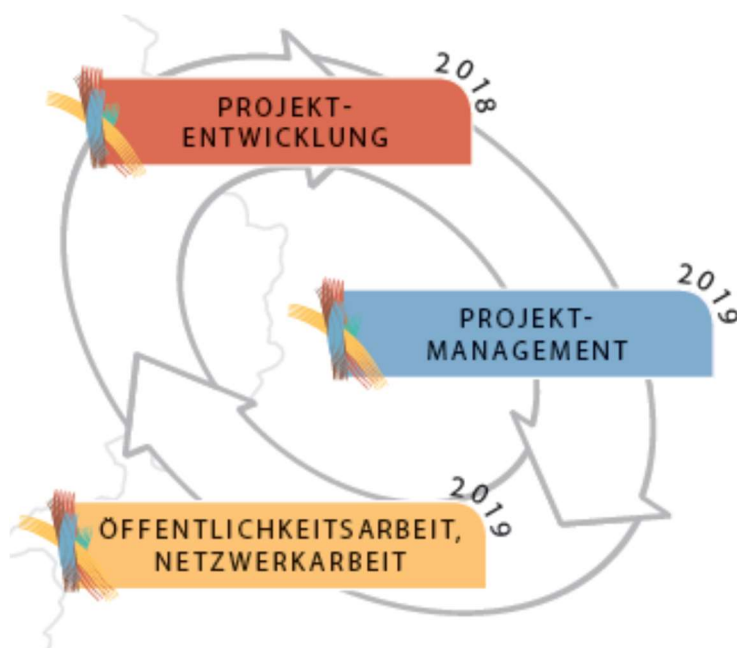 2018
PROJEKT-
ENTWICKLUNG
2019
PROJEKT-
MANAGEMENT
2019
ÖFFENTLICHKEITSARBEIT,
NETZWERKARBEIT